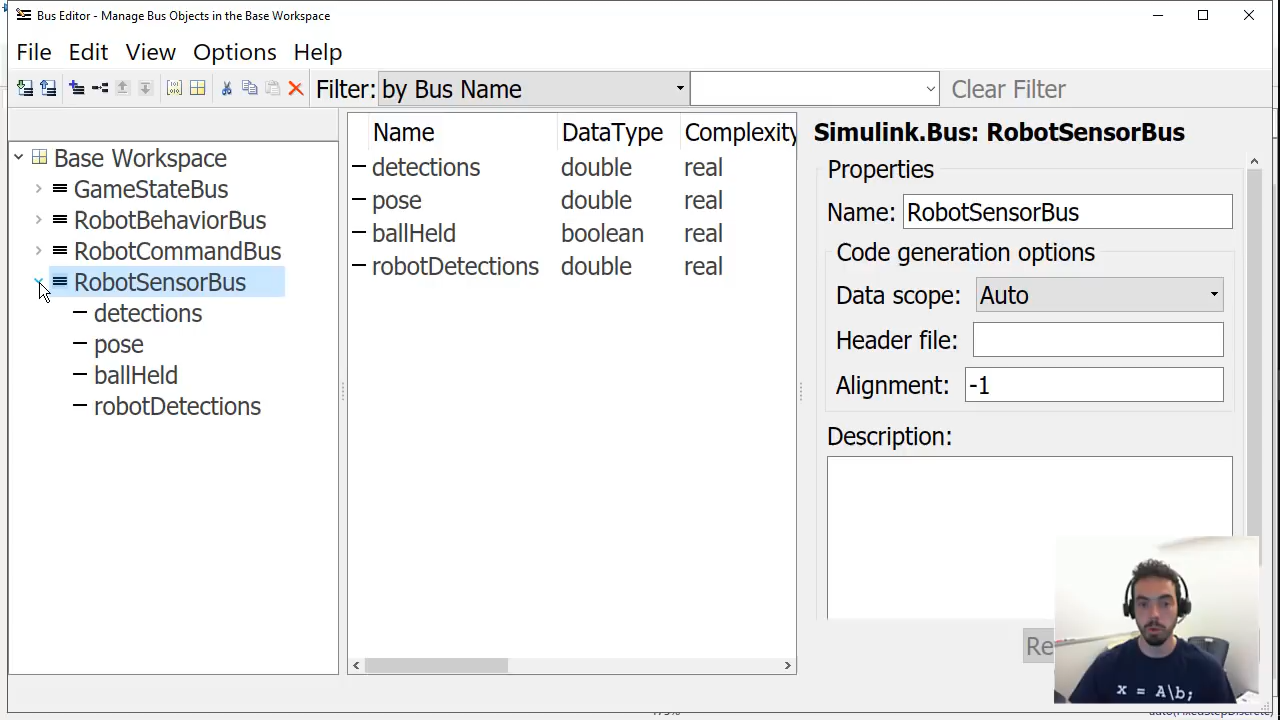 Bus Editor - Manage Bus Objects in the Base Workspace
File Edit View Options Help
Filter: by Bus Name Clear Filter
Base Workspace
GameStateBus
RobotBehaviorBus
RobotCommandBus
RobotSensorBus
detections
pose
ballHeld
robotDetections
Name DataType Complexity
detections double real
pose double real
ballHeld boolean real
robotDetections double real
Simulink.Bus: RobotSensorBus
Properties
Name: RobotSensorBus
Code generation options
Data scope: Auto
Header file:
Alignment: -1
Description:
Re
x = A\b;